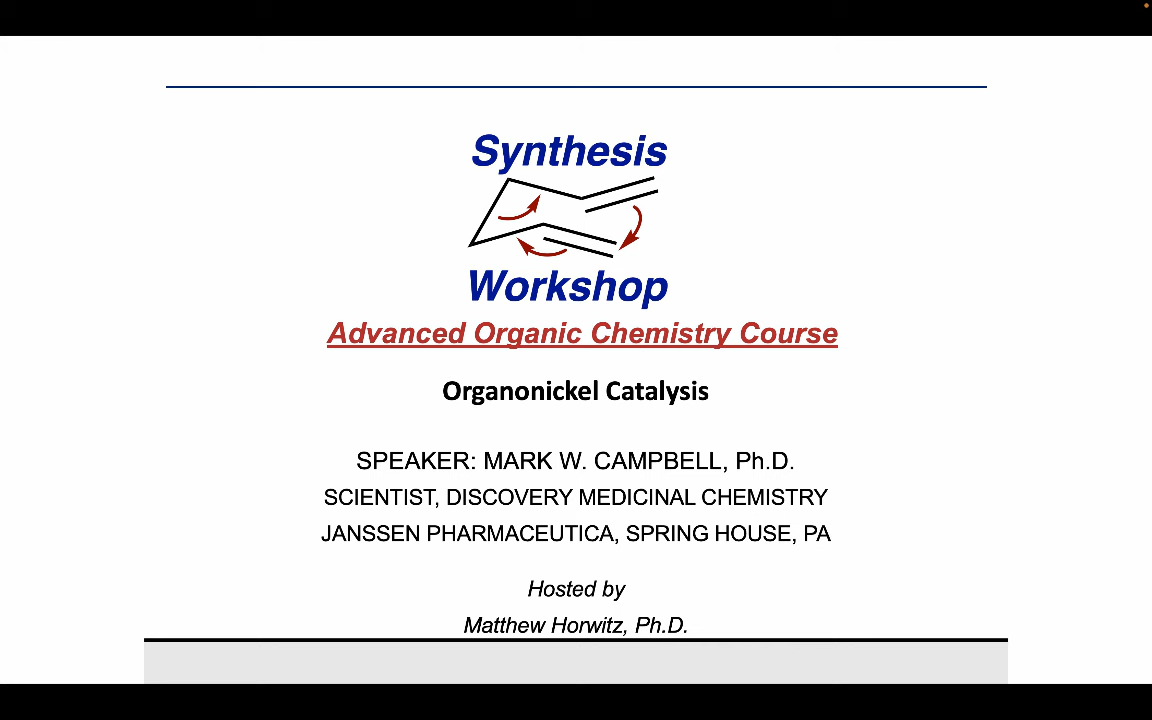 Synthesis
Workshop
Advanced Organic Chemistry Course
Organonickel Catalysis
SPEAKER: MARK W. CAMPBELL, Ph.D.
SCIENTIST, DISCOVERY MEDICINAL CHEMISTRY
JANSSEN PHARMACEUTICA, SPRING HOUSE, PA
Hosted by
Matthew Horwitz, Ph.D.